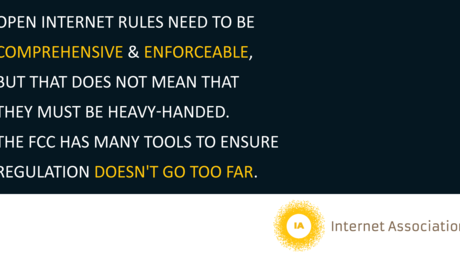 OPEN INTERNET RULES NEED TO BE
COMPREHENSIVE & ENFORCEABLE,
BUT THAT DOES NOT MEAN THAT
THEY MUST BE HEAVY-HANDED.
THE FCC HAS MANY TOOLS TO ENSURE
REGULATION DOESN'T GO TOO FAR.
IA
Internet Association